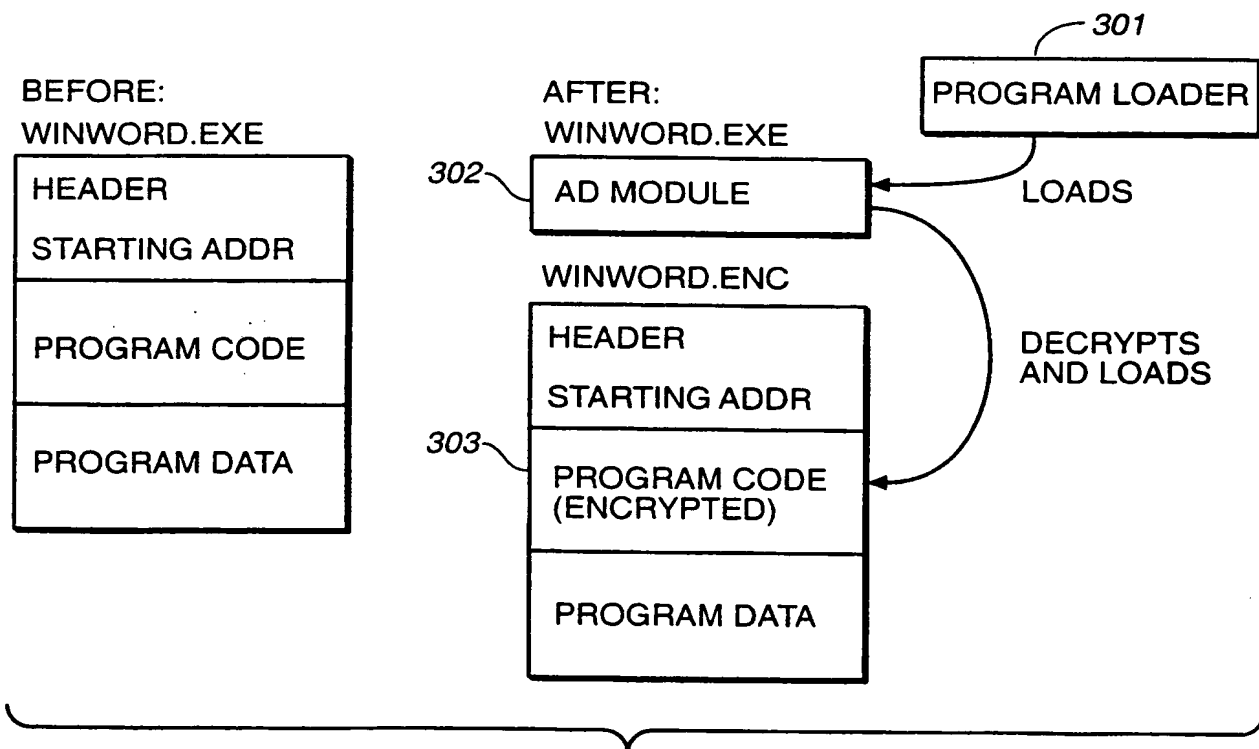 301
PROGRAM LOADER
BEFORE:
WINWORD.EXE
HEADER
STARTING ADDR
PROGRAM CODE
PROGRAM DATA
AFTER:
WINWORD.EXE
302
AD MODULE
LOADS
WINWORD.ENC
HEADER
STARTING ADDR
DECRYPTS
AND LOADS
303
PROGRAM CODE
(ENCRYPTED)
PROGRAM DATA